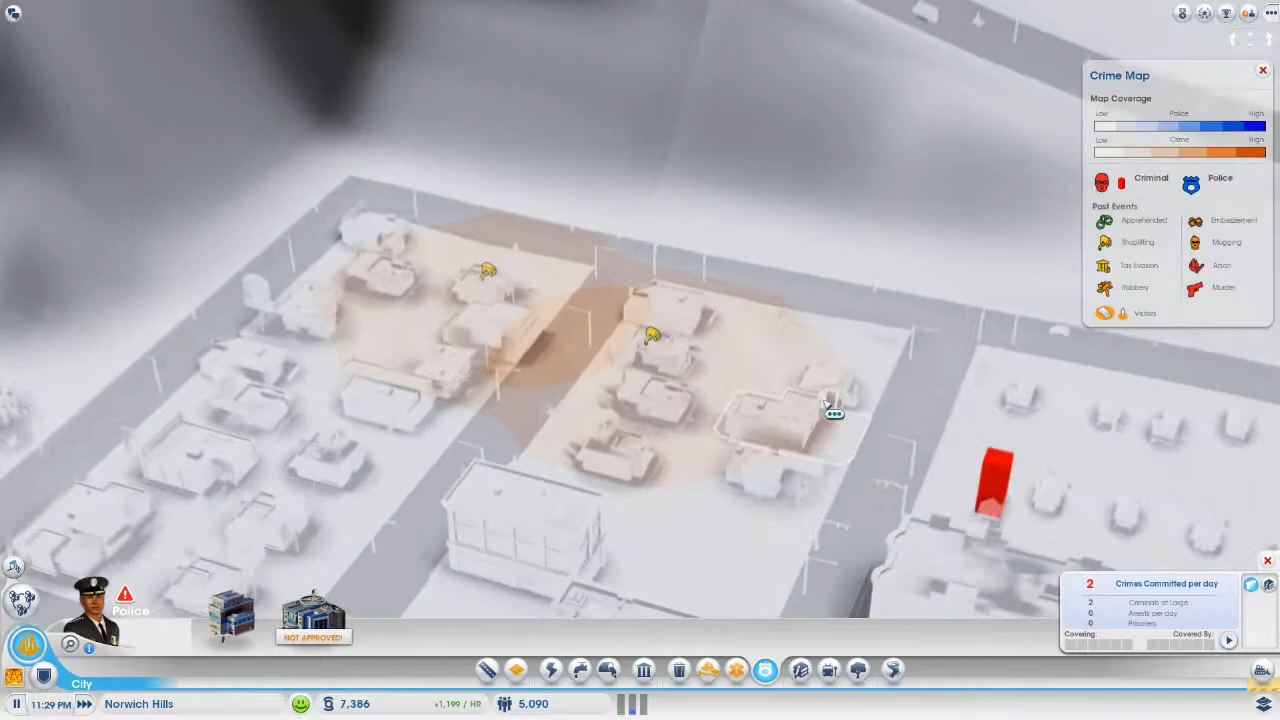 Crime Map
Map Coverage
Low Police High
Low Crime High
Criminal Police
Past Events
Apprehended Embezzlement
Shoplifting Mugging
Tax Evasion Arson
Robbery Murder
Visitors
2 Crimes Committed per day
2 Criminals at Large
0 Arrests per day
0 Prisoners
Covering: Covered By:
Police
NOT APPROVED!
City
11:29 PM Norwich Hills 7,386 +1,199 / HR 5,090